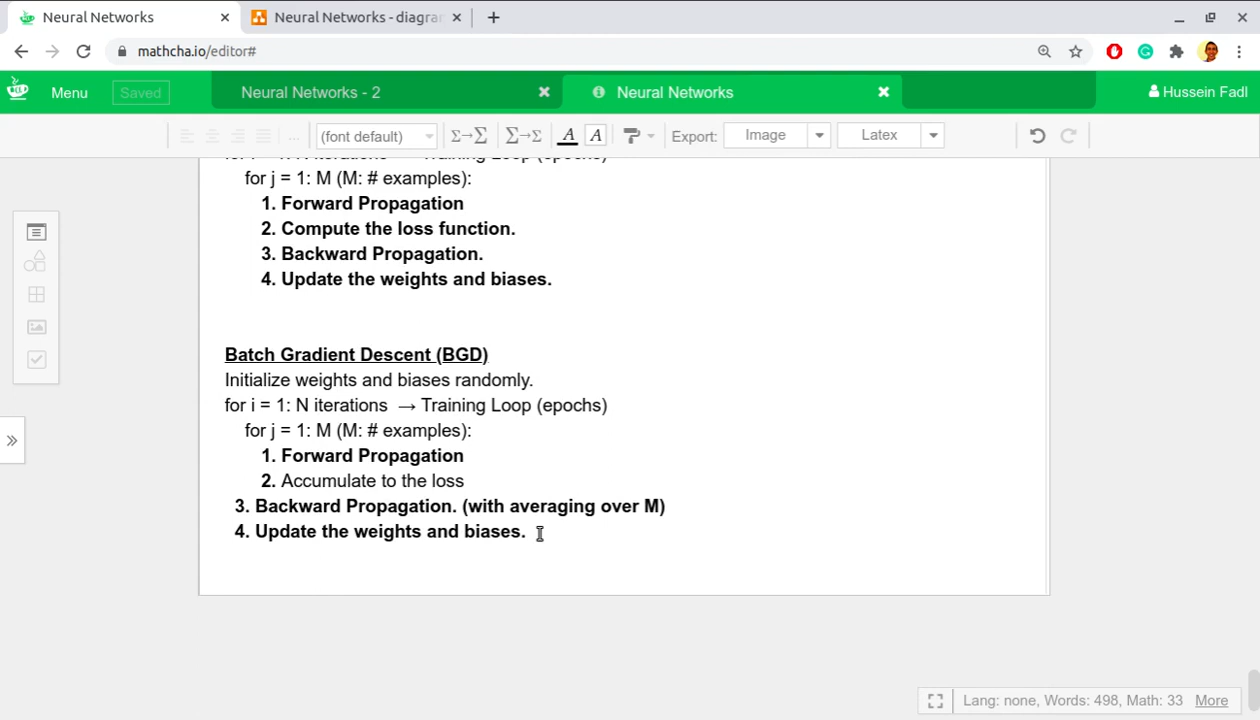 Neural Networks
Neural Networks - diagra
mathcha.io/editor#
Menu
Saved
Neural Networks - 2
Neural Networks
Hussein Fadl
... (font default) Σ→Σ Σ→Σ A A Export: Image Latex
Training Loop (epochs)
for j = 1: M (M: # examples):
1. Forward Propagation
2. Compute the loss function.
3. Backward Propagation.
4. Update the weights and biases.
Batch Gradient Descent (BGD)
Initialize weights and biases randomly.
for i = 1: N iterations → Training Loop (epochs)
for j = 1: M (M: # examples):
1. Forward Propagation
2. Accumulate to the loss
3. Backward Propagation. (with averaging over M)
4. Update the weights and biases.
Lang: none, Words: 498, Math: 33 More